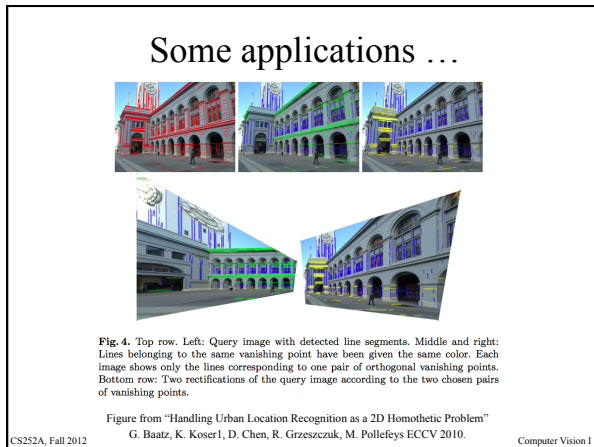 Some applications …
Fig. 4. Top row. Left: Query image with detected line segments. Middle and right:
Lines belonging to the same vanishing point have been given the same color. Each
image shows only the lines corresponding to one pair of orthogonal vanishing points.
Bottom row: Two rectifications of the query image according to the two chosen pairs
of vanishing points.
Figure from “Handling Urban Location Recognition as a 2D Homothetic Problem”
G. Baatz, K. Koser1, D. Chen, R. Grzeszczuk, M. Pollefeys ECCV 2010.
CS252A, Fall 2012
Computer Vision I